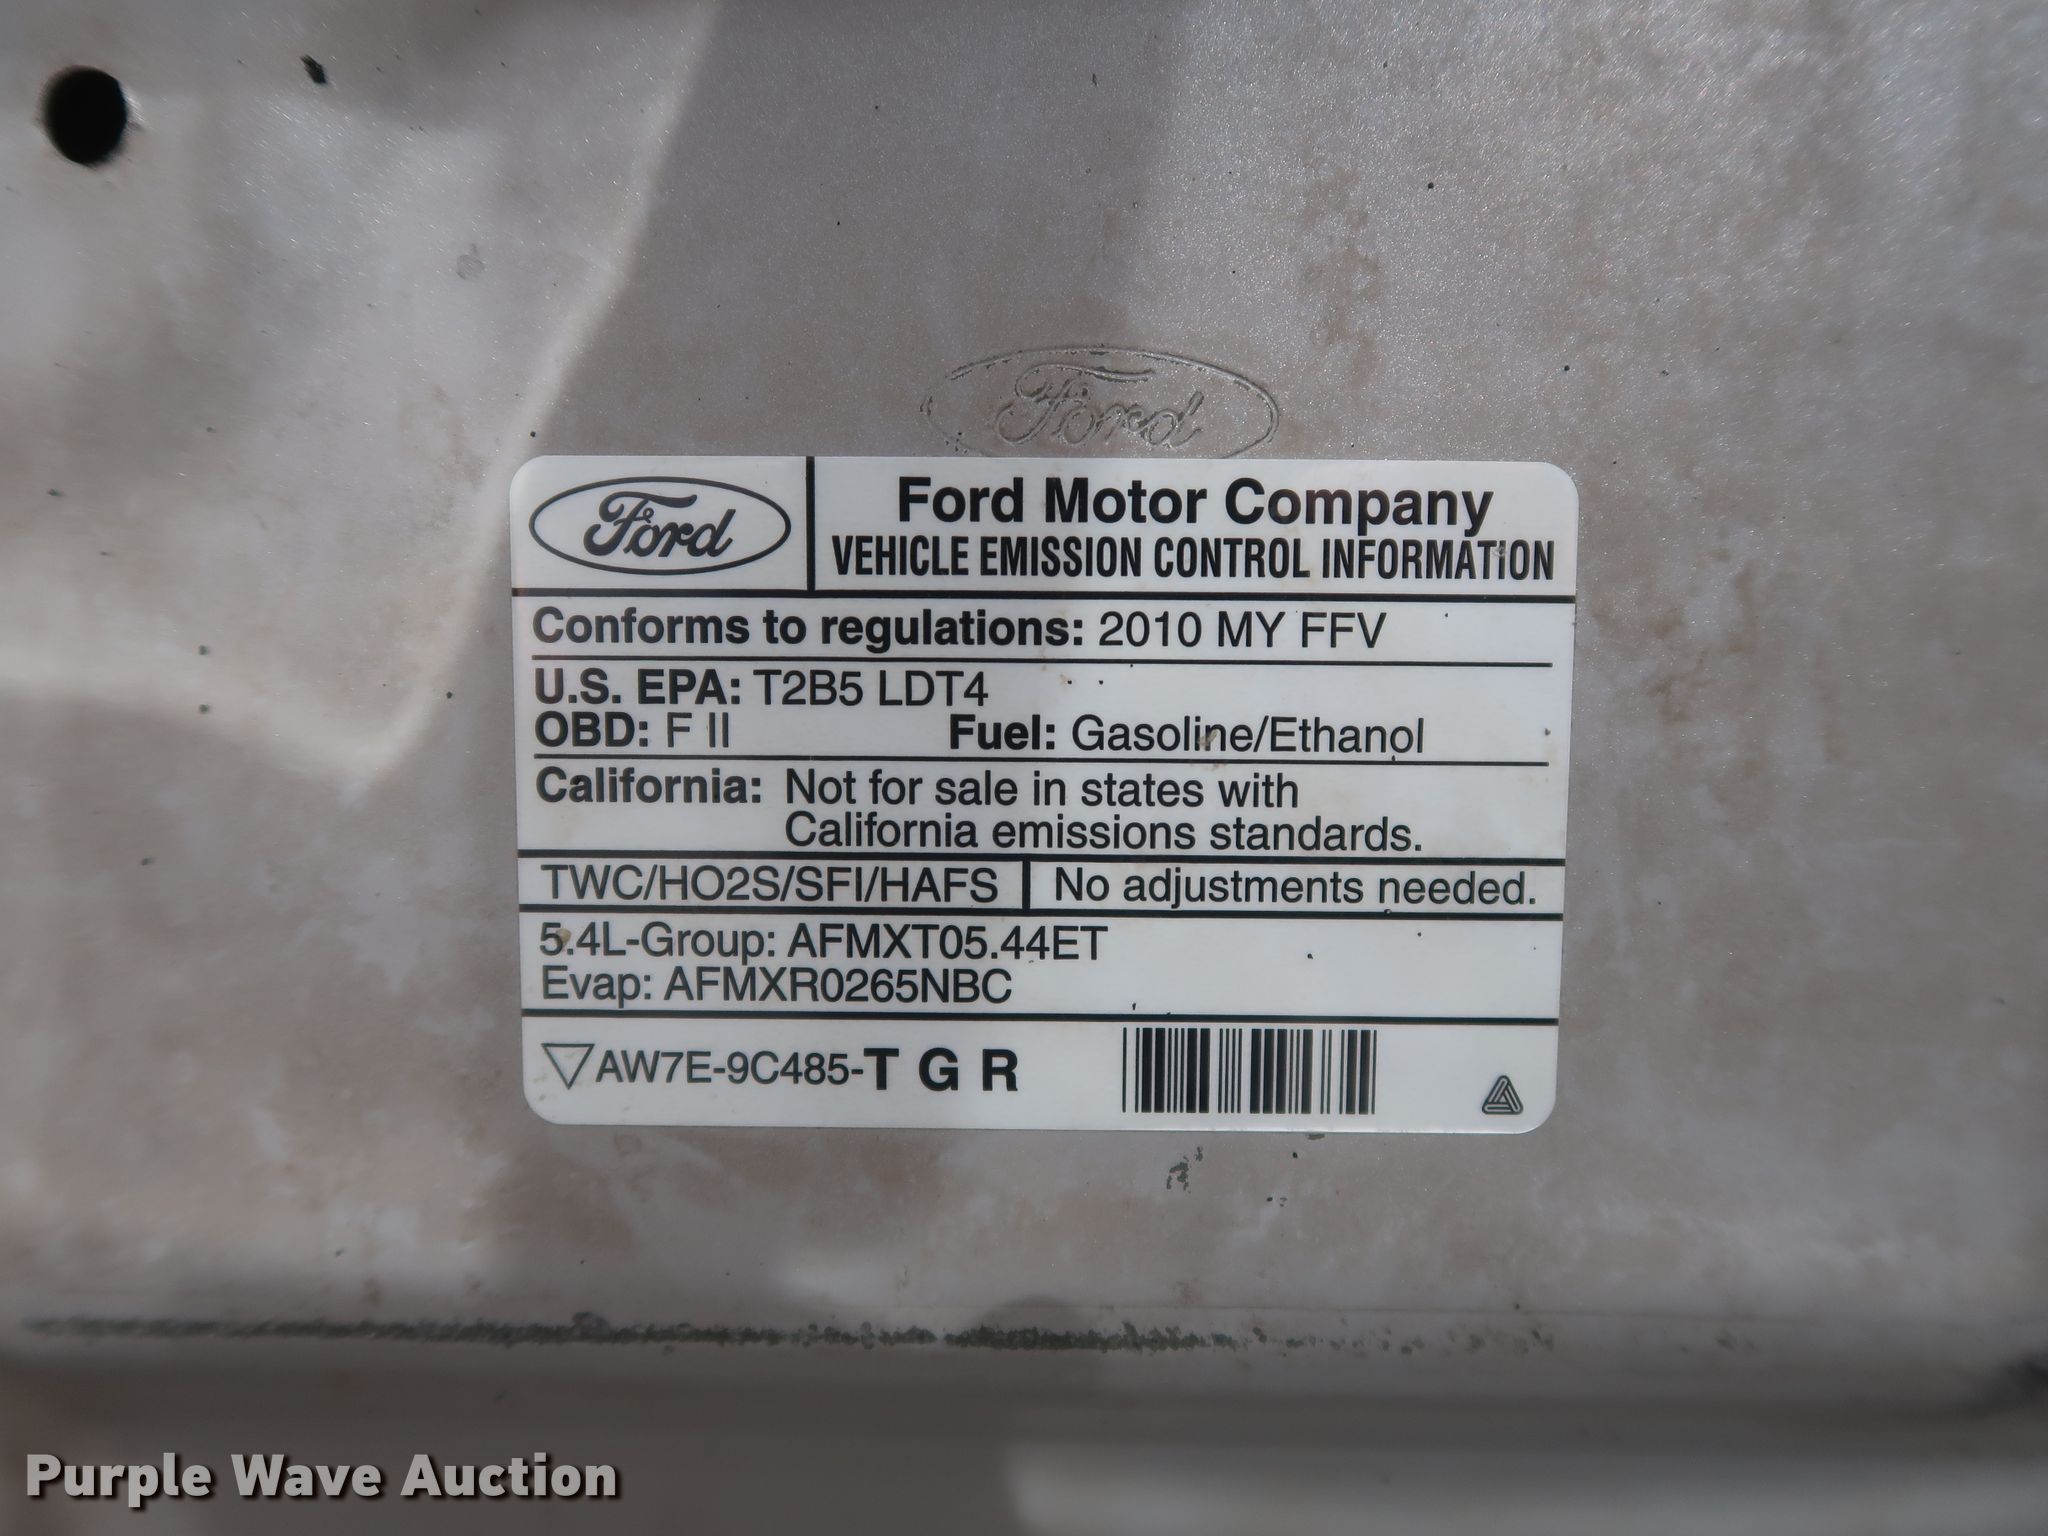 Ford
Ford
Ford Motor Company
VEHICLE EMISSION CONTROL INFORMATION
Conforms to regulations: 2010 MY FFV
U.S. EPA: T2B5 LDT4
OBD: F II Fuel: Gasoline/Ethanol
California: Not for sale in states with
California emissions standards.
TWC/HO2S/SFI/HAFS No adjustments needed.
5.4L-Group: AFMXT05.44ET
Evap: AFMXR0265NBC
AW7E-9C485-T G R
Purple Wave Auction